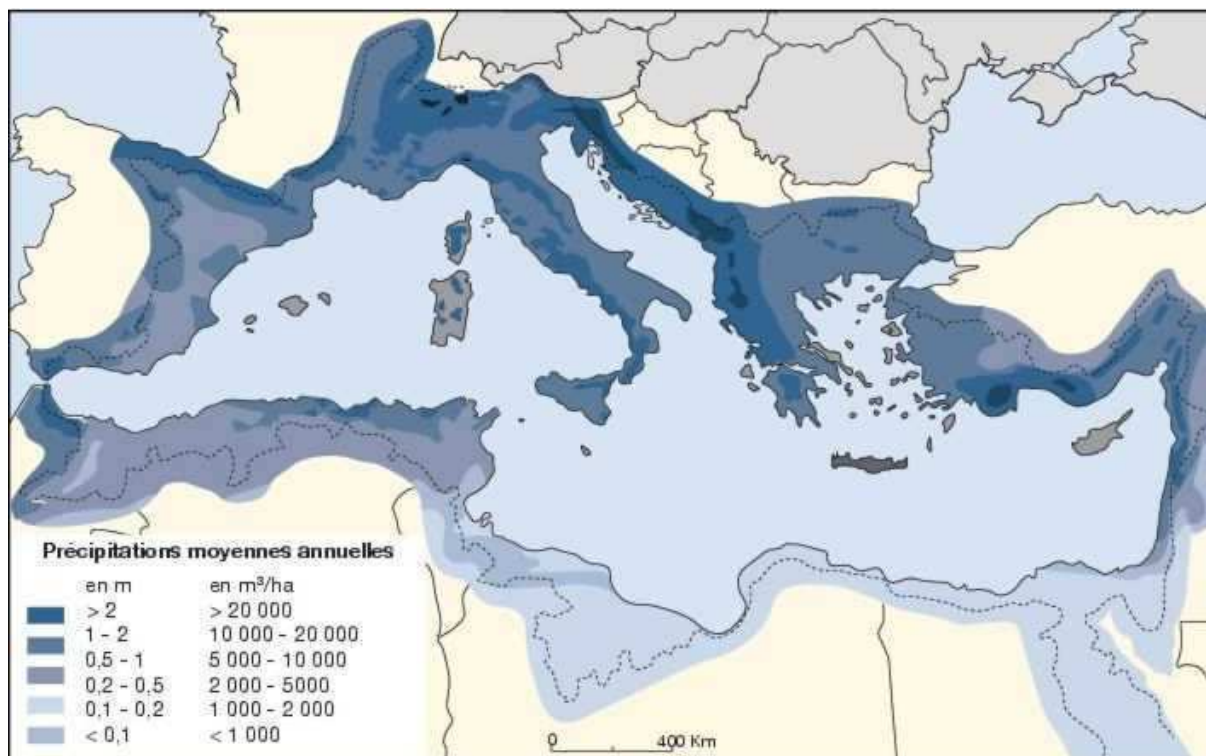 Précipitations moyennes annuelles
en m en m³/ha
> 2 > 20 000
1 - 2 10 000 - 20 000
0,5 - 1 5 000 - 10 000
0,2 - 0,5 2 000 - 5000
0,1 - 0,2 1 000 - 2 000
< 0,1 < 1 000
0 400 Km